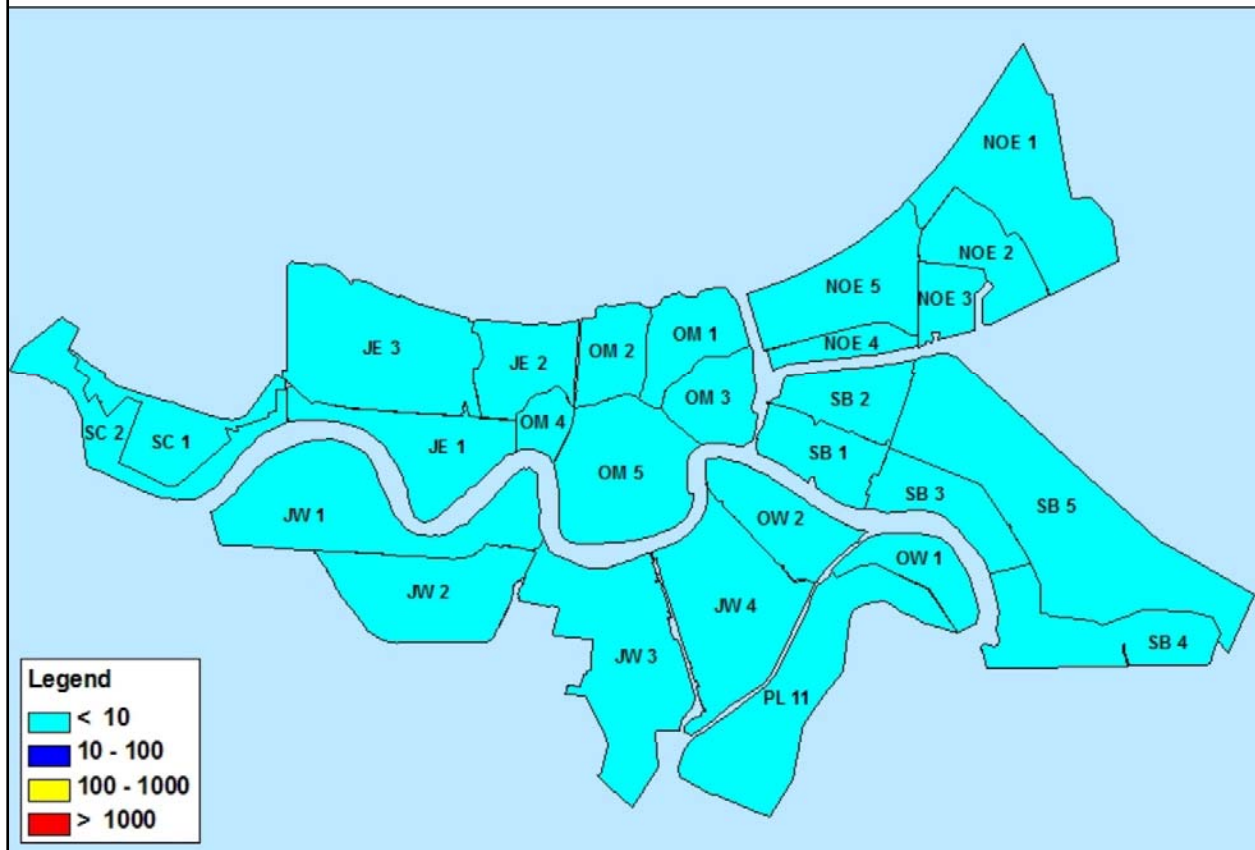 NOE 1
NOE 2
NOE 5
NOE 3
NOE 4
JE 3
JE 2
OM 2
OM 1
OM 3
OM 4
SB 2
SC 2
SC 1
JE 1
OM 5
SB 1
SB 3
SB 5
JW 1
OW 2
OW 1
JW 2
JW 4
JW 3
SB 4
PL 11
Legend
< 10
10 - 100
100 - 1000
> 1000